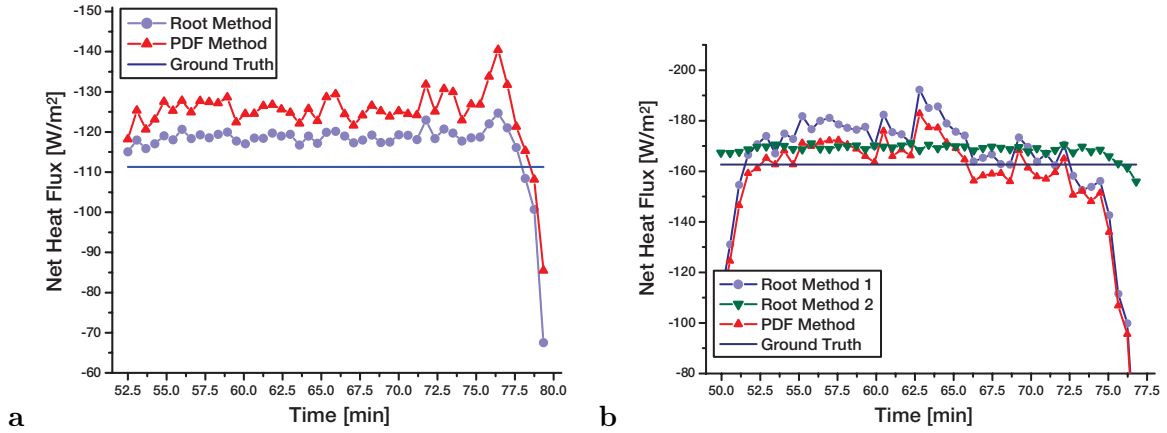 -150
-140
-130
-120
-110
-100
-90
-80
-70
-60
Net Heat Flux [W/m²]
Root Method
PDF Method
Ground Truth
52.5 55.0 57.5 60.0 62.5 65.0 67.5 70.0 72.5 75.0 77.5 80.0
Time [min]
a
-200
-180
-160
-140
-120
-100
-80
Net Heat Flux [W/m²]
Root Method 1
Root Method 2
PDF Method
Ground Truth
50.0 52.5 55.0 57.5 60.0 62.5 65.0 67.5 70.0 72.5 75.0 77.5
Time [min]
b